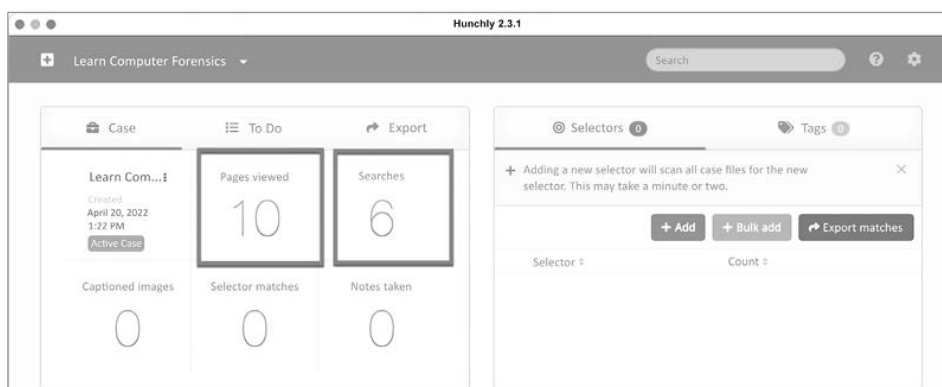 Hunchly 2.3.1
Learn Computer Forensics
Search
Case
To Do
Export
Learn Com...
Created
April 20, 2022
1:22 PM
Active Case
Pages viewed
10
Searches
6
Captioned images
0
Selector matches
0
Notes taken
0
Selectors 0
Tags 0
+ Adding a new selector will scan all case files for the new
selector. This may take a minute or two.
+ Add
+ Bulk add
Export matches
Selector
Count